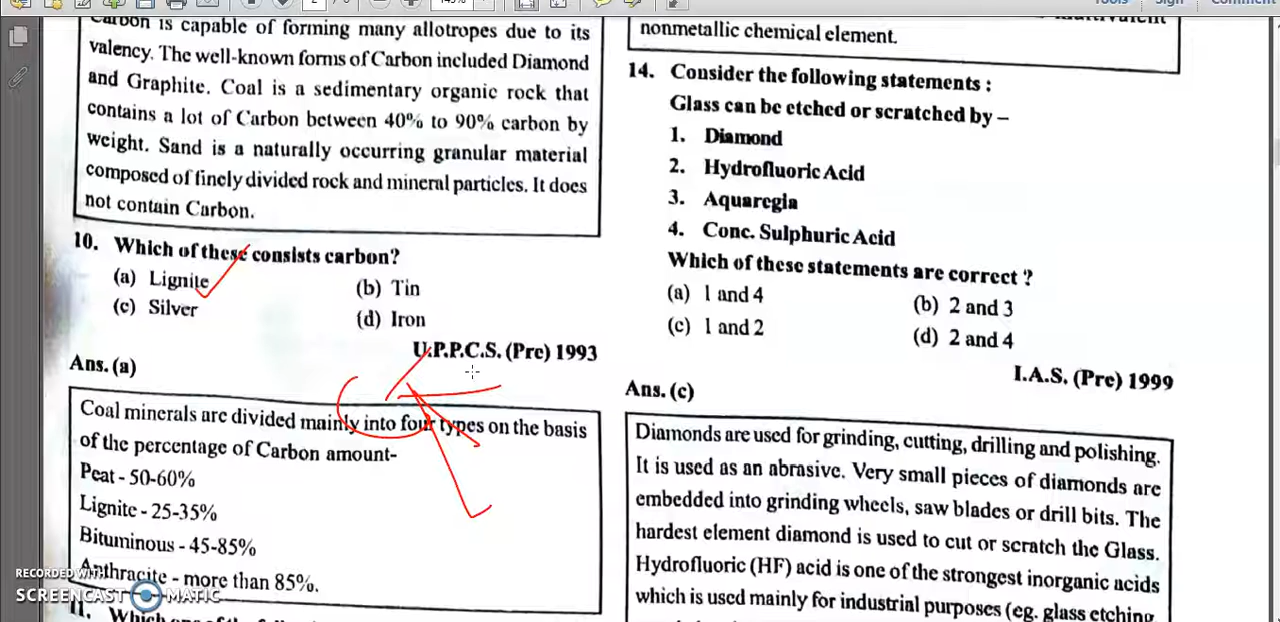 Tools
Sign
Comment
Carbon is capable of forming many allotropes due to its
valency. The well-known forms of Carbon included Diamond
and Graphite. Coal is a sedimentary organic rock that
contains a lot of Carbon between 40% to 90% carbon by
weight. Sand is a naturally occurring granular material
composed of finely divided rock and mineral particles. It does
not contain Carbon.
10. Which of these consists carbon?
(a) Lignite
(b) Tin
(c) Silver
(d) Iron
U.P.P.C.S. (Pre) 1993
Ans. (a)
Coal minerals are divided mainly into four types on the basis
of the percentage of Carbon amount-
Peat - 50-60%
Lignite - 25-35%
Bituminous - 45-85%
Anthracite - more than 85%.
multivalent
nonmetallic chemical element.
14. Consider the following statements :
Glass can be etched or scratched by –
1. Diamond
2. Hydrofluoric Acid
3. Aquaregia
4. Conc. Sulphuric Acid
Which of these statements are correct ?
(a) 1 and 4
(b) 2 and 3
(c) 1 and 2
(d) 2 and 4
I.A.S. (Pre) 1999
Ans. (c)
Diamonds are used for grinding, cutting, drilling and polishing.
It is used as an abrasive. Very small pieces of diamonds are
embedded into grinding wheels, saw blades or drill bits. The
hardest element diamond is used to cut or scratch the Glass.
Hydrofluoric (HF) acid is one of the strongest inorganic acids
which is used mainly for industrial purposes (eg. glass etching,
RECORDED WITH
SCREENCAST MATIC